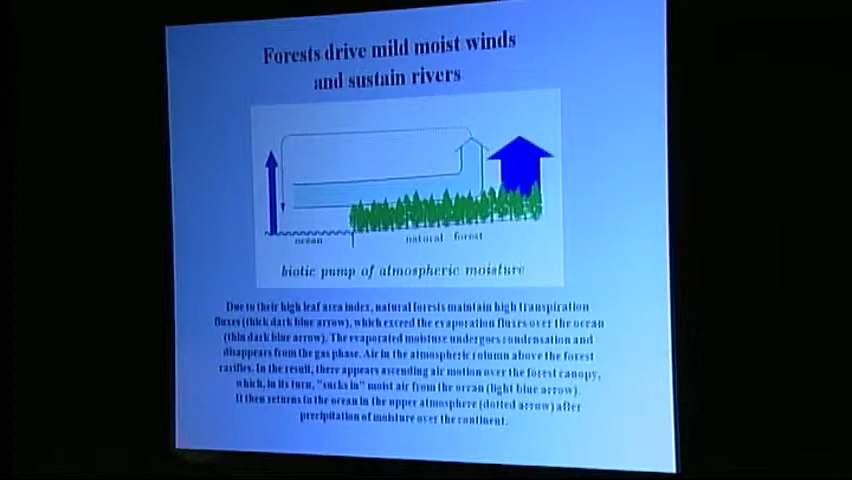 Forests drive mild moist winds
and sustain rivers
ocean
natural forest
biotic pump of atmospheric moisture
Due to their high leaf area index, natural forests maintain high transpiration
fluxes (thick dark blue arrow), which exceed the evaporation fluxes over the ocean
(thin dark blue arrow). The evaporated moisture undergoes condensation and
disappears from the gas phase. Air in the atmospheric column above the forest
rarifies. In the result, there appears ascending air motion over the forest canopy,
which, in its turn, "sucks in" moist air from the ocean (light blue arrow).
It then returns to the ocean in the upper atmosphere (dotted arrow) after
precipitation of moisture over the continent.